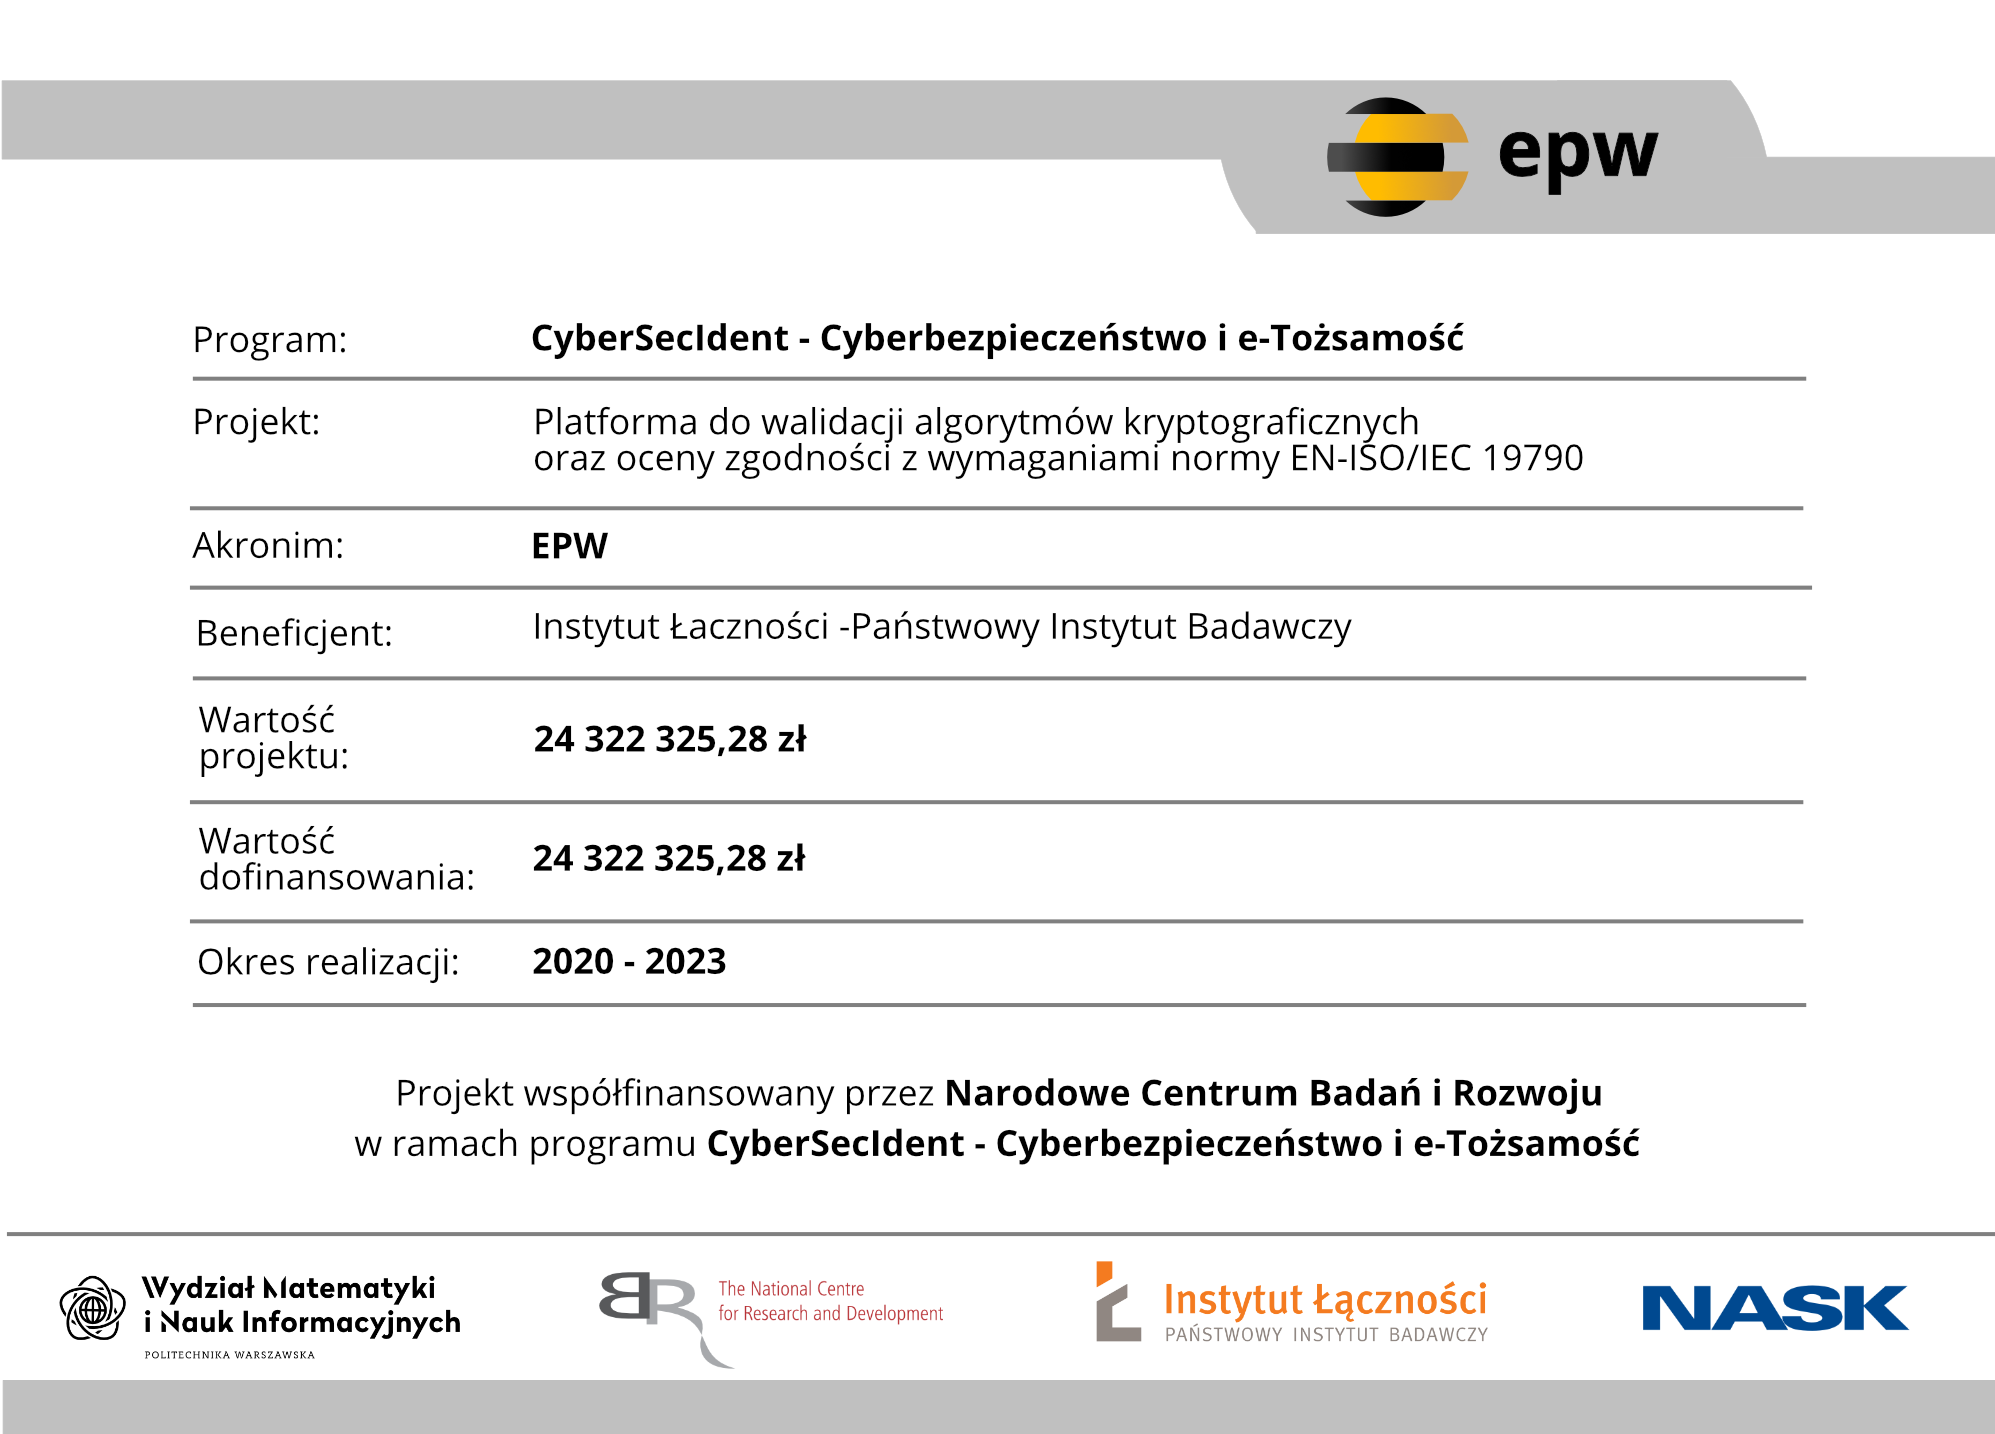 epw
Program: CyberSecIdent - Cyberbezpieczeństwo i e-Tożsamość
Projekt: Platforma do walidacji algorytmów kryptograficznych
oraz oceny zgodności z wymaganiami normy EN-ISO/IEC 19790
Akronim: EPW
Beneficjent: Instytut Łaczności -Państwowy Instytut Badawczy
Wartość
projektu: 24 322 325,28 zł
Wartość
dofinansowania: 24 322 325,28 zł
Okres realizacji: 2020 - 2023
Projekt współfinansowany przez Narodowe Centrum Badań i Rozwoju
w ramach programu CyberSecIdent - Cyberbezpieczeństwo i e-Tożsamość
Wydział Matematyki
i Nauk Informacyjnych
POLITECHNIKA WARSZAWSKA
The National Centre
for Research and Development
Instytut Łączności
PAŃSTWOWY INSTYTUT BADAWCZY
NASK